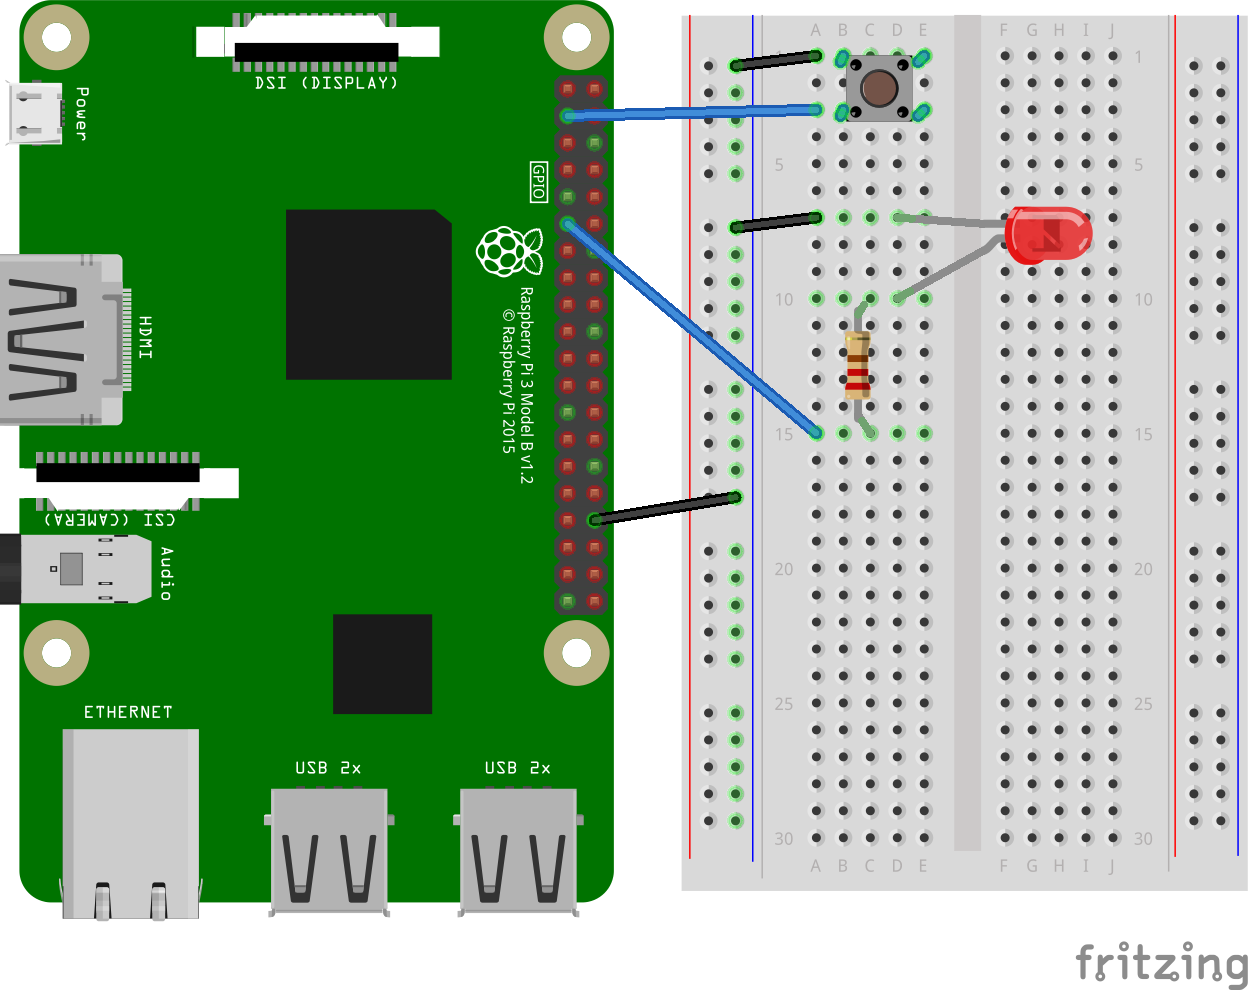 DSI (DISPLAY)
Power
GPIO
HDMI
Raspberry Pi 3 Model B v1.2
© Raspberry Pi 2015
CSI (CAMERA)
Audio
ETHERNET
USB 2x
USB 2x
A B C D E F G H I J
1 1
5 5
10 10
15 15
20 20
25 25
30 30
A B C D E F G H I J
fritzing